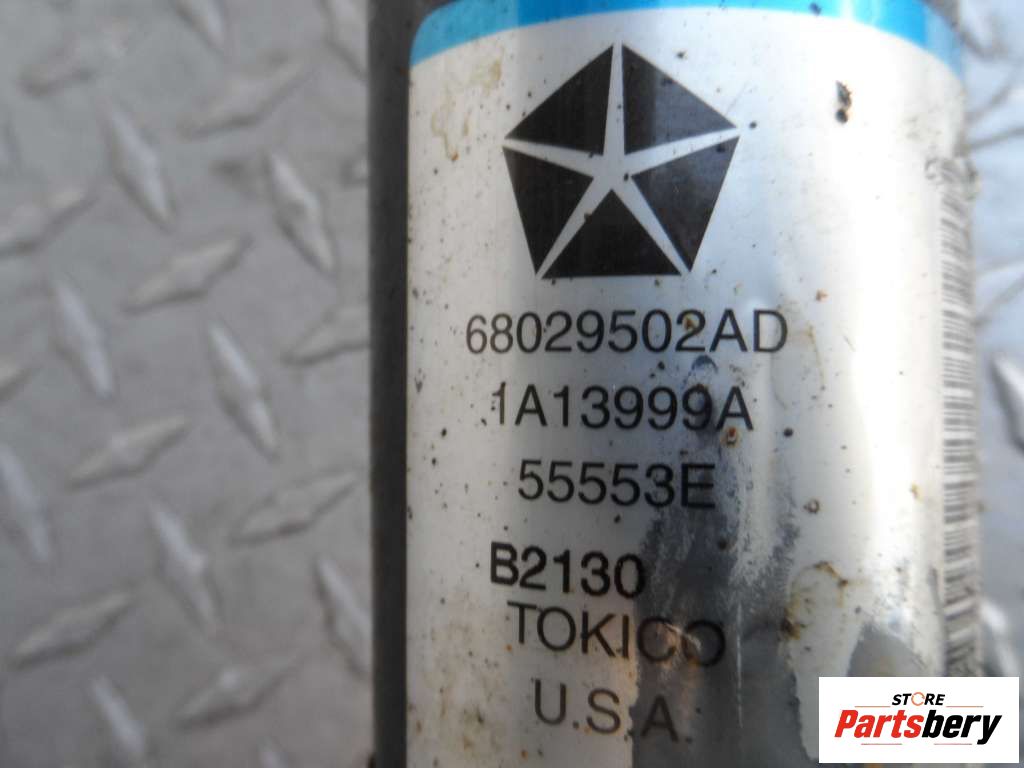 68029502AD
1A13999A
55553E
B2130
TOKICO
U.S.A.
STORE
Partsbery